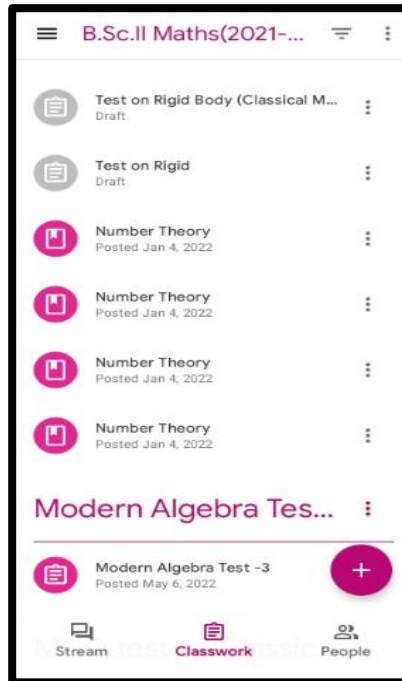 B.Sc.II Maths(2021-...
Test on Rigid Body (Classical M...
Draft
Test on Rigid
Draft
Number Theory
Posted Jan 4, 2022
Number Theory
Posted Jan 4, 2022
Number Theory
Posted Jan 4, 2022
Number Theory
Posted Jan 4, 2022
Modern Algebra Tes...
Modern Algebra Test -3
Posted May 6, 2022
Stream
Classwork
People